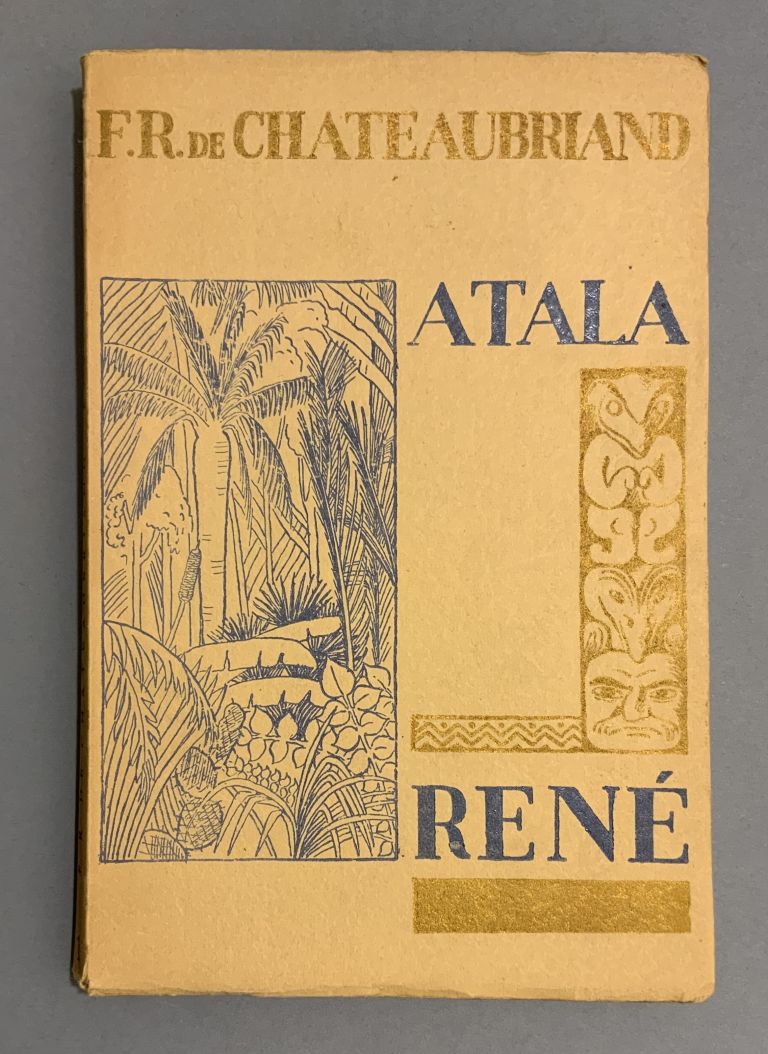 F.R. DE CHATEAUBRIAND
ATALA
RENÉ